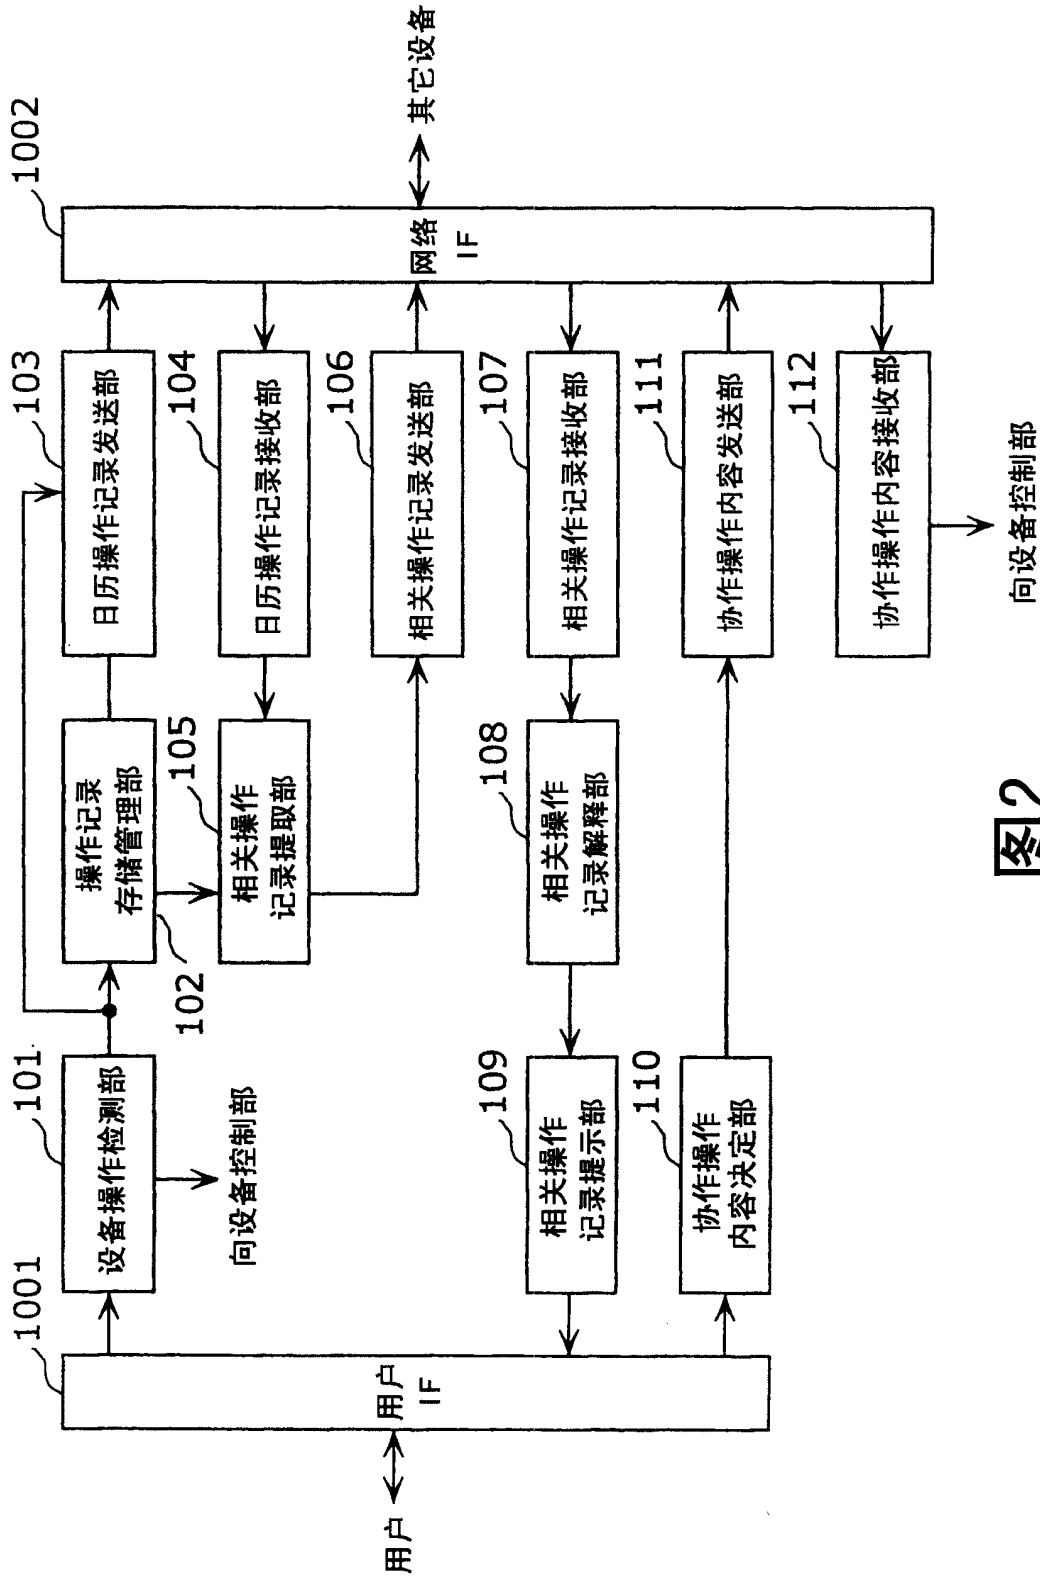 1001
101
103
1002
用户
用户
IF
设备操作检测部
向设备控制部
102
操作记录
存储管理部
日历操作记录发送部
104
日历操作记录接收部
105
相关操作
记录提取部
106
相关操作记录发送部
网络
IF
其它设备
107
相关操作记录接收部
108
相关操作
记录解释部
109
相关操作
记录提示部
110
协作操作
内容决定部
111
协作操作内容发送部
112
协作操作内容接收部
向设备控制部
图2